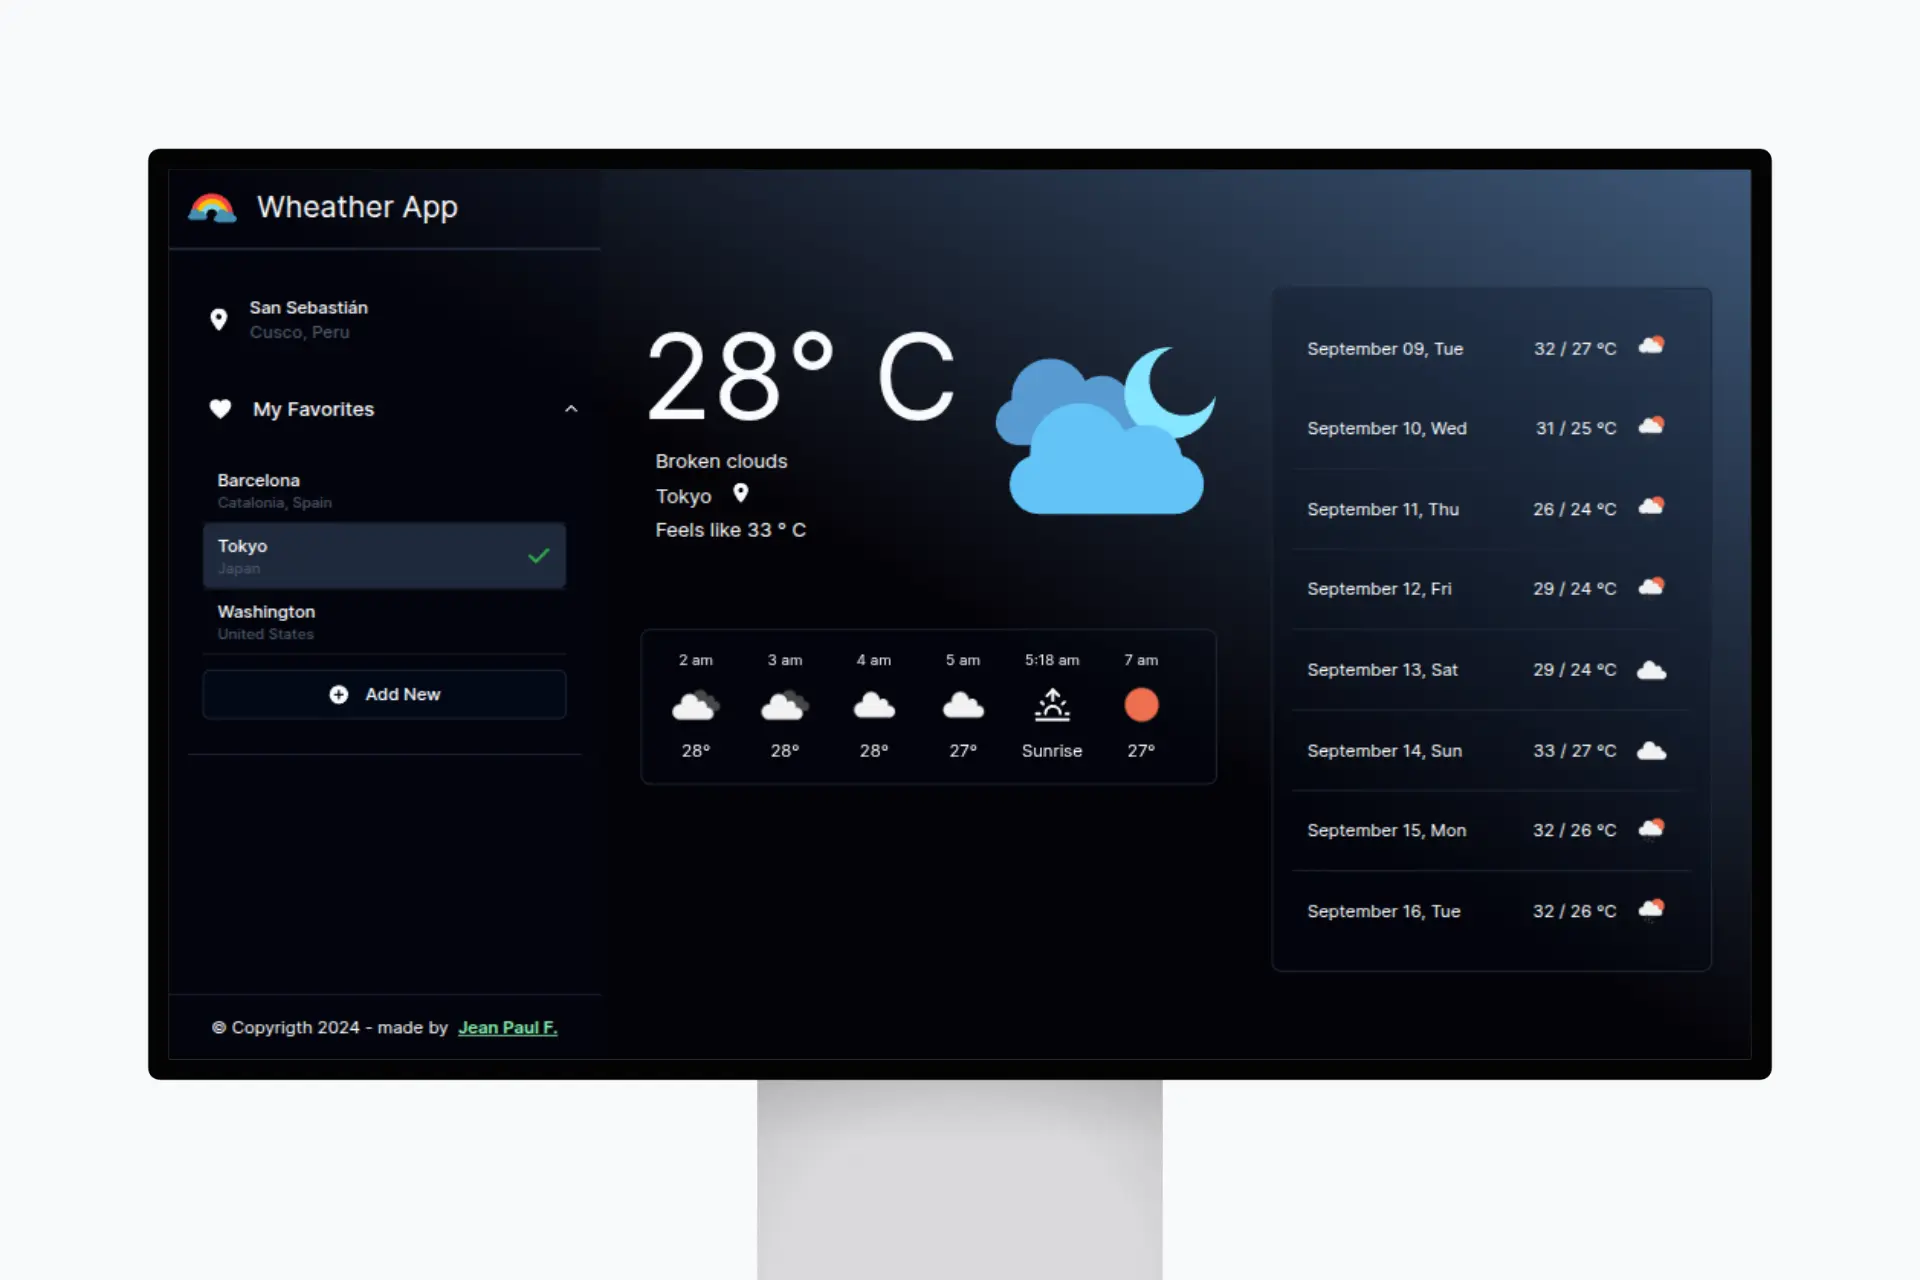 Wheather App
San Sebastián
Cusco, Peru
My Favorites
Barcelona
Catalonia, Spain
Tokyo
Japan
Washington
United States
Add New
© Copyrigth 2024 - made by Jean Paul F.
28° C
Broken clouds
Tokyo
Feels like 33 ° C
2 am 3 am 4 am 5 am 5:18 am 7 am
28° 28° 28° 27° Sunrise 27°
September 09, Tue 32 / 27 °C
September 10, Wed 31 / 25 °C
September 11, Thu 26 / 24 °C
September 12, Fri 29 / 24 °C
September 13, Sat 29 / 24 °C
September 14, Sun 33 / 27 °C
September 15, Mon 32 / 26 °C
September 16, Tue 32 / 26 °C